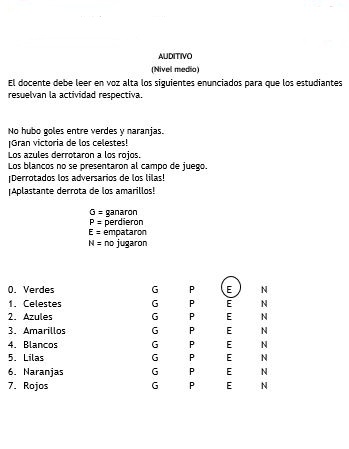 AUDITIVO
(Nivel medio)
El docente debe leer en voz alta los siguientes enunciados para que los estudiantes
resuelvan la actividad respectiva.
No hubo goles entre verdes y naranjas.
¡Gran victoria de los celestes!
Los azules derrotaron a los rojos.
Los blancos no se presentaron al campo de juego.
¡Derrotados los adversarios de los lilas!
¡Aplastante derrota de los amarillos!
G = ganaron
P = perdieron
E = empataron
N = no jugaron
0. Verdes G P E N
1. Celestes G P E N
2. Azules G P E N
3. Amarillos G P E N
4. Blancos G P E N
5. Lilas G P E N
6. Naranjas G P E N
7. Rojos G P E N